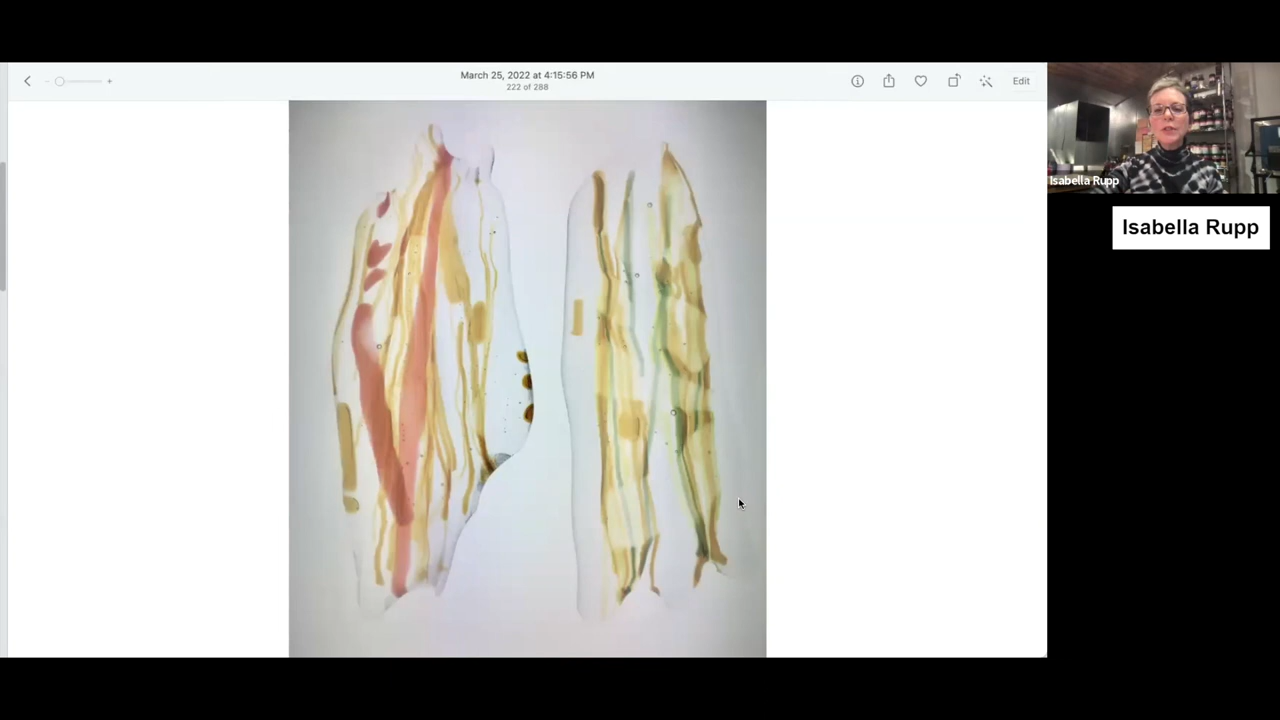 March 25, 2022 at 4:15:56 PM
222 of 288
Edit
Isabella Rupp
Isabella Rupp